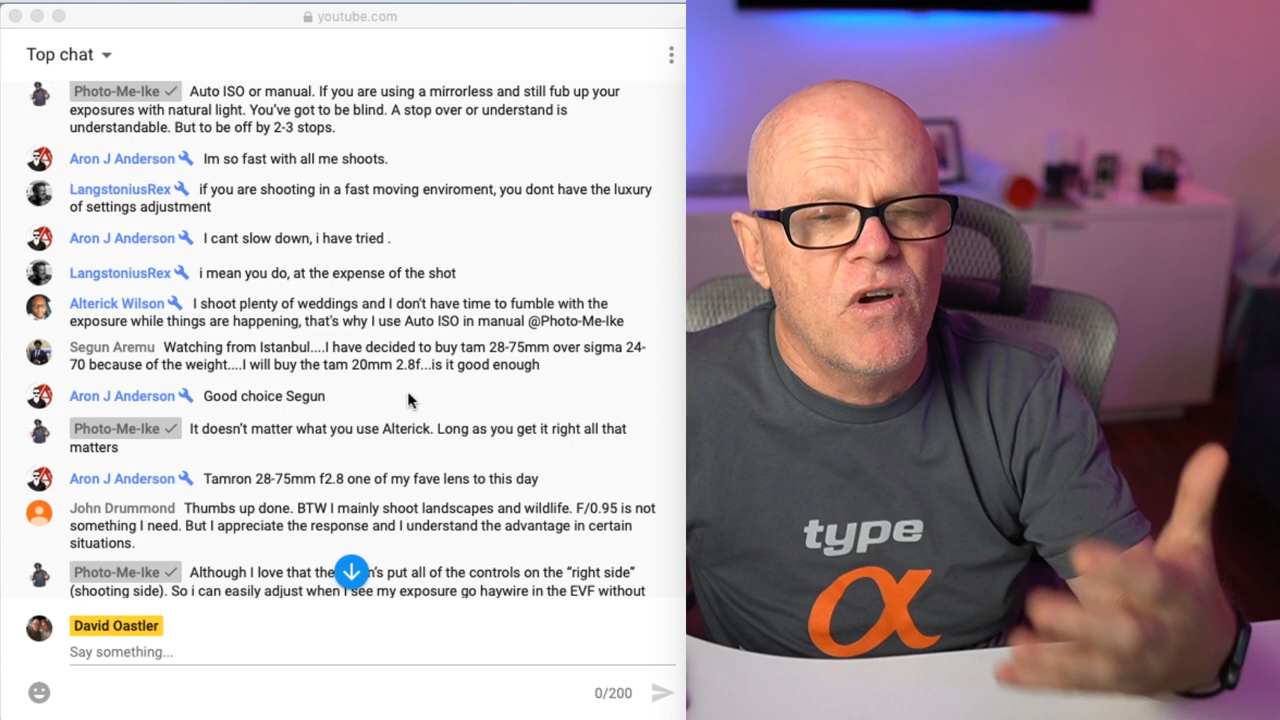 youtube.com
Top chat
Photo-Me-Ike Auto ISO or manual. If you are using a mirrorless and still fub up your
exposures with natural light. You've got to be blind. A stop over or understand is
understandable. But to be off by 2-3 stops.
Aron J Anderson Im so fast with all me shoots.
LangstoniusRex if you are shooting in a fast moving enviroment, you dont have the luxury
of settings adjustment
Aron J Anderson I cant slow down, i have tried .
LangstoniusRex i mean you do, at the expense of the shot
Alterick Wilson I shoot plenty of weddings and I don't have time to fumble with the
exposure while things are happening, that's why I use Auto ISO in manual @Photo-Me-Ike
Segun Aremu Watching from Istanbul....I have decided to buy tam 28-75mm over sigma 24-
70 because of the weight....I will buy the tam 20mm 2.8f...is it good enough
Aron J Anderson Good choice Segun
Photo-Me-Ike It doesn't matter what you use Alterick. Long as you get it right all that
matters
Aron J Anderson Tamron 28-75mm f2.8 one of my fave lens to this day
John Drummond Thumbs up done. BTW I mainly shoot landscapes and wildlife. F/0.95 is not
something I need. But I appreciate the response and I understand the advantage in certain
situations.
Photo-Me-Ike Although I love that the put all of the controls on the "right side"
(shooting side). So i can easily adjust when I see my exposure go haywire in the EVF without
David Oastler
Say something...
0/200
type
α